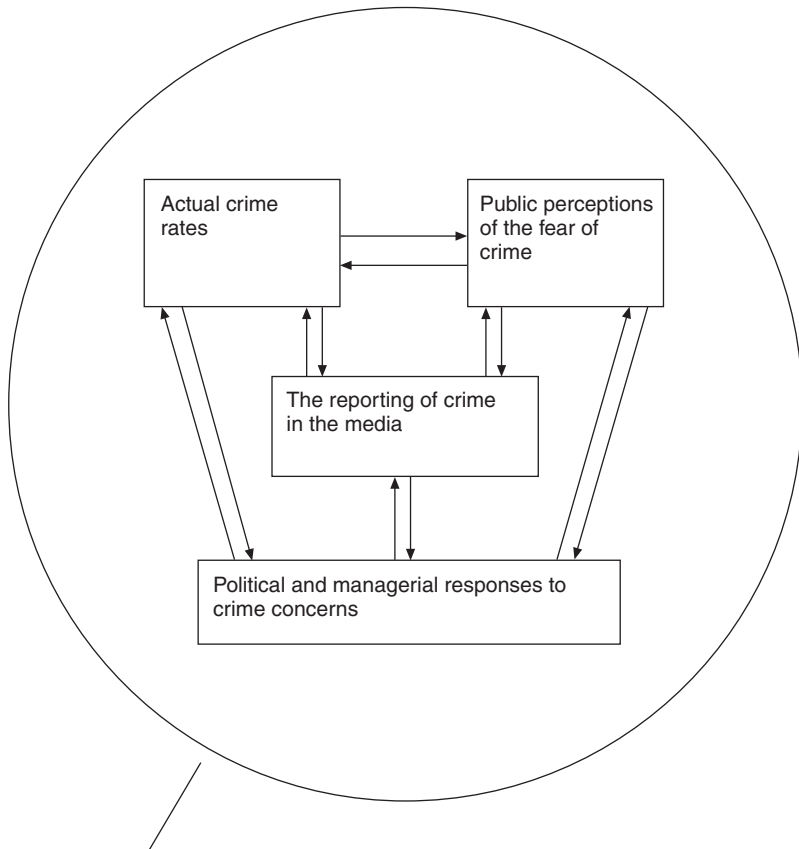 Actual crime
rates
Public perceptions
of the fear of
crime
The reporting of crime
in the media
Political and managerial responses to
crime concerns